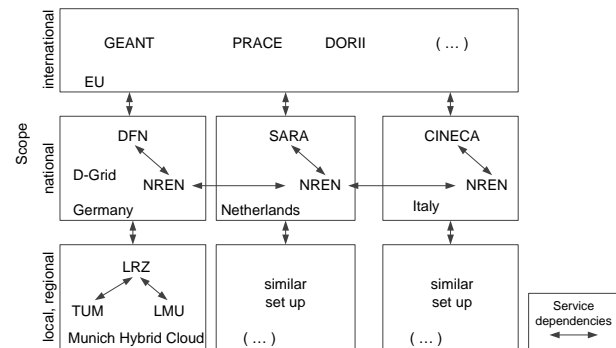 Scope
international
GEANT PRACE DORII ( ... )
EU
national
DFN
D-Grid
NREN
Germany
SARA
NREN
Netherlands
CINECA
NREN
Italy
local, regional
LRZ
TUM LMU
Munich Hybrid Cloud
similar
set up
( ... )
similar
set up
( ... )
Service
dependencies